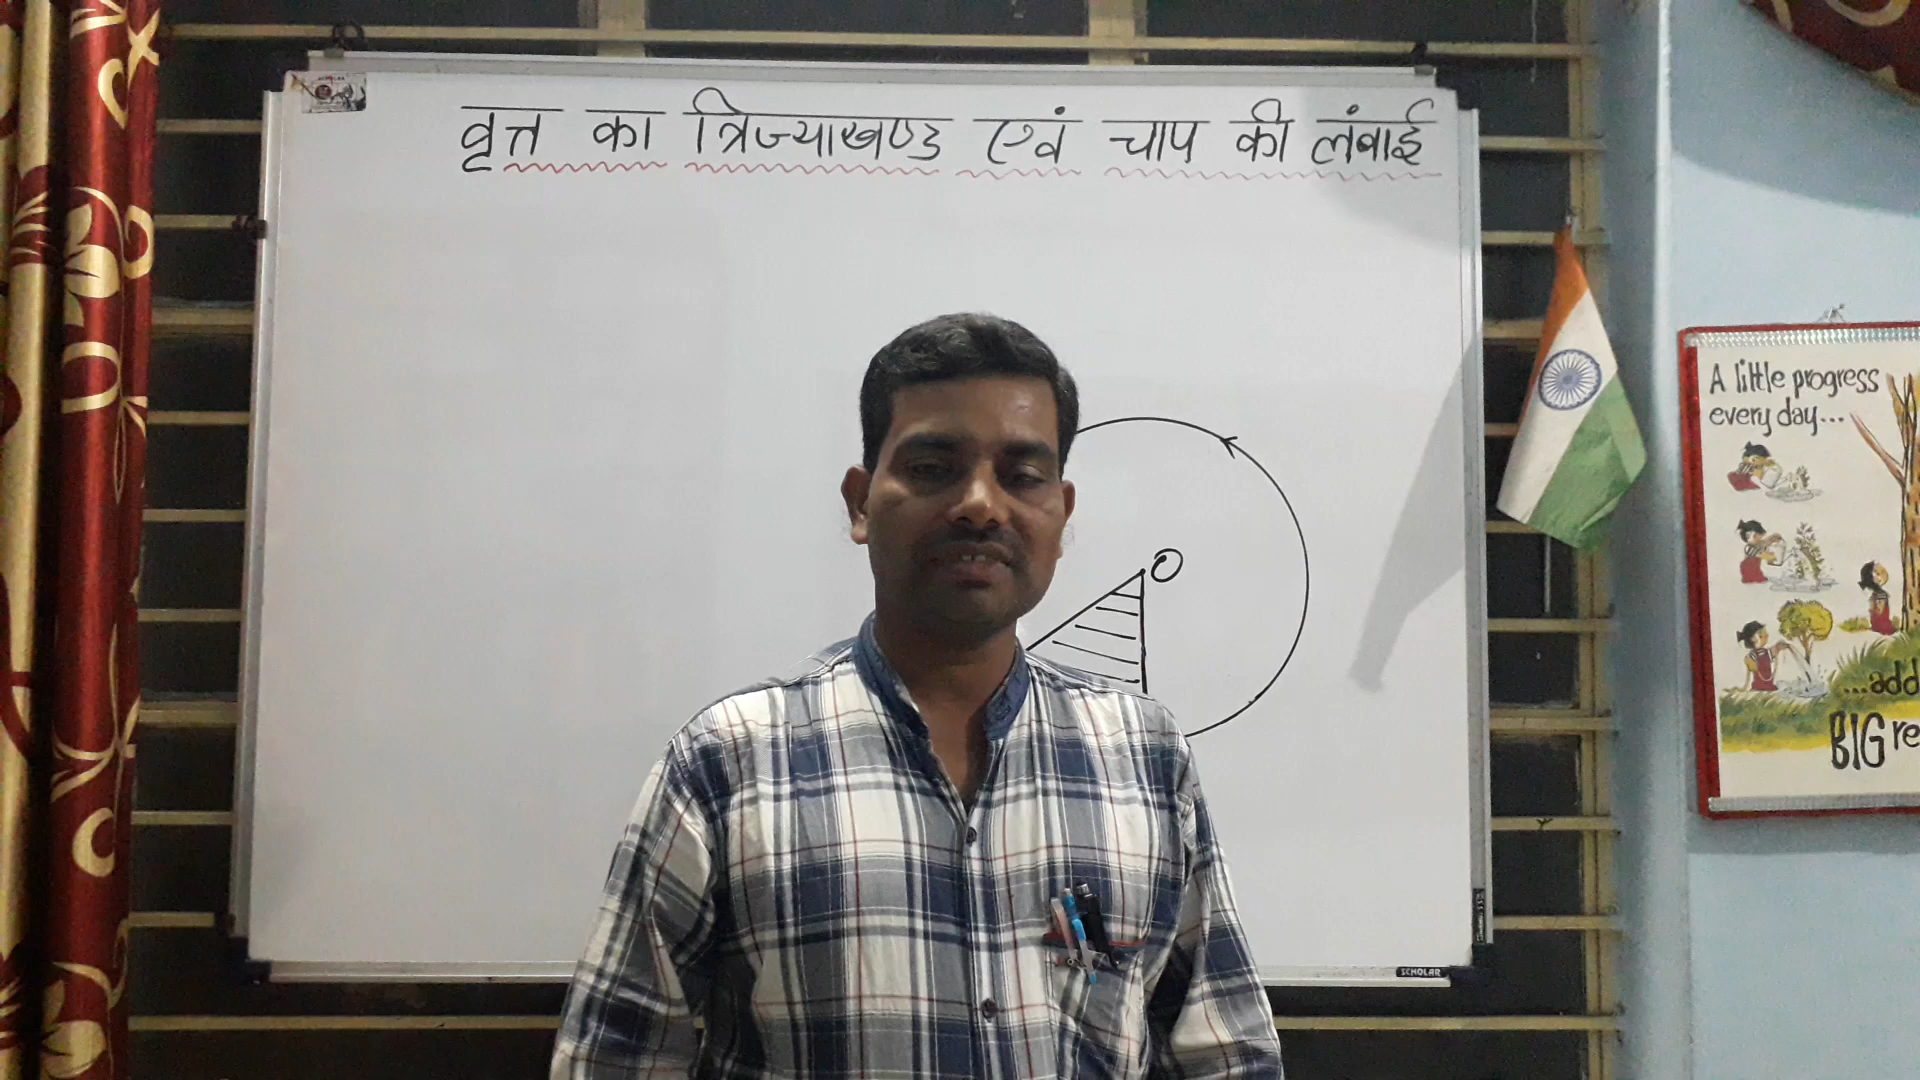 वृत्त का त्रिज्याखण्ड एवं चाप की लंबाई
O
A little progress
every day...
...add
BIG re
SCHOLAR